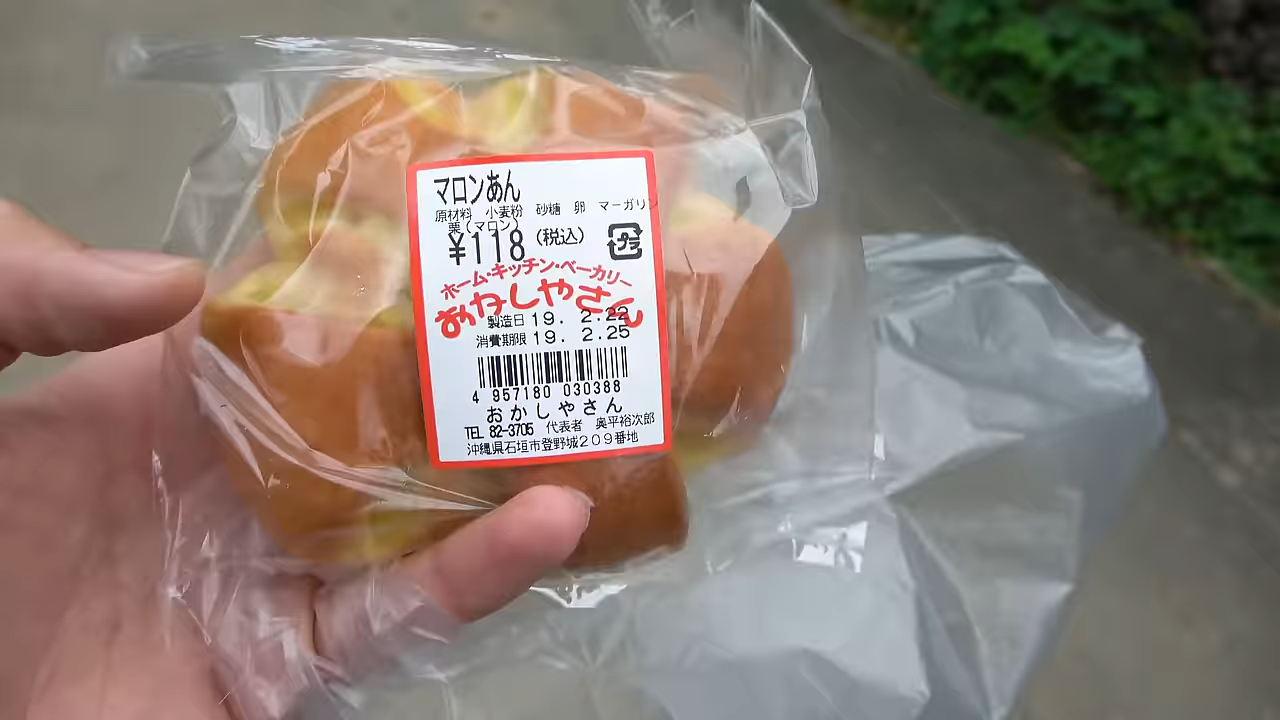 マロンあん
原材料 小麦粉 砂糖 卵 マーガリン
栗(マロン)
¥118 (税込) プラ
ホーム・キッチン・ベーカリー
おかしやさん
製造日 19. 2.22
消費期限 19. 2.25
4 957180 030388
おかしやさん
TEL 82-3705 代表者 奥平裕次郎
沖縄県石垣市登野城209番地